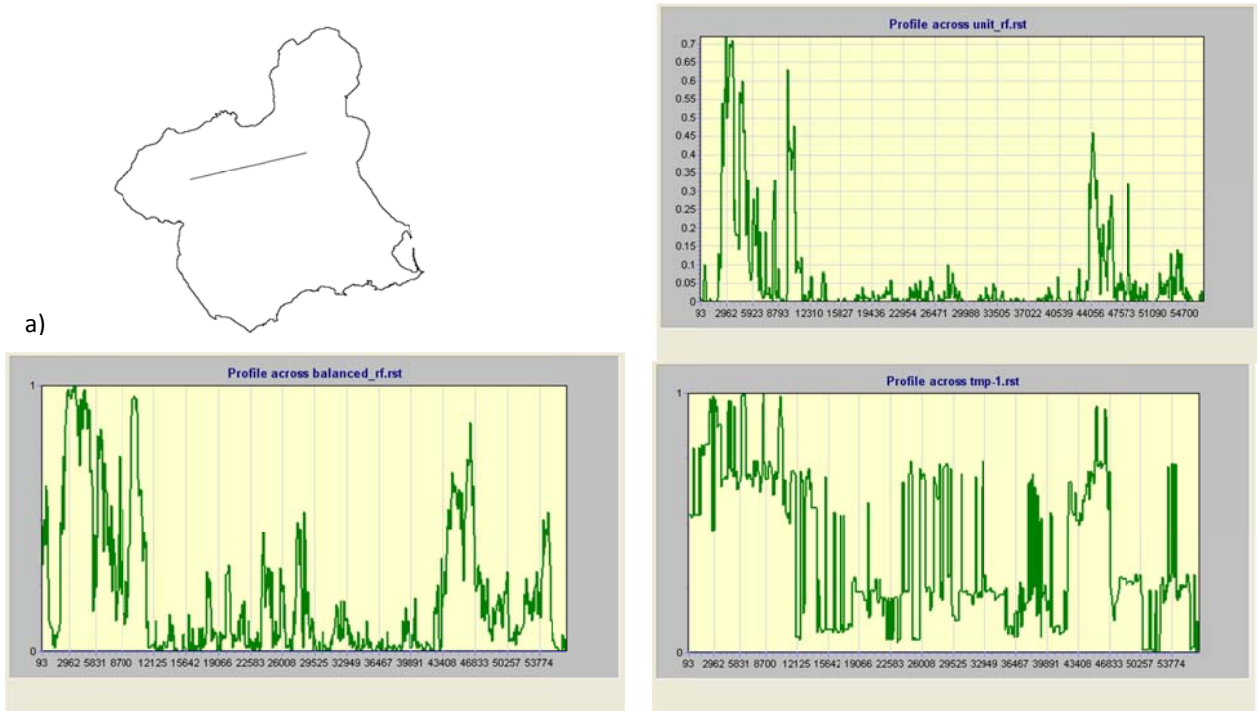 a)
Profile across unit_rf.rst
0.7
0.65
0.6
0.55
0.5
0.45
0.4
0.35
0.3
0.25
0.2
0.15
0.1
0.05
0
93 2962 5923 8793 12310 15827 19436 22954 26471 29988 33505 37022 40539 44056 47573 51090 54700
Profile across balanced_rf.rst
1
0
93 2962 5831 8700 12125 15642 19066 22583 26008 29525 32949 36467 39891 43408 46833 50257 53774
Profile across tmp-1.rst
1
0
93 2962 5831 8700 12125 15642 19066 22583 26008 29525 32949 36467 39891 43408 46833 50257 53774